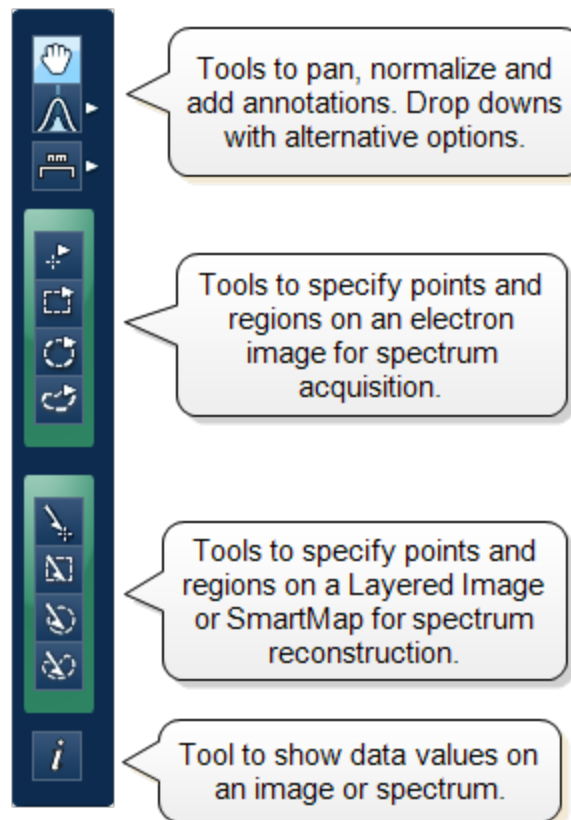 Tools to pan, normalize and
add annotations. Drop downs
with alternative options.
nm
Tools to specify points and
regions on an electron
image for spectrum
acquisition.
Tools to specify points and
regions on a Layered Image
or SmartMap for spectrum
reconstruction.
i
Tool to show data values on
an image or spectrum.